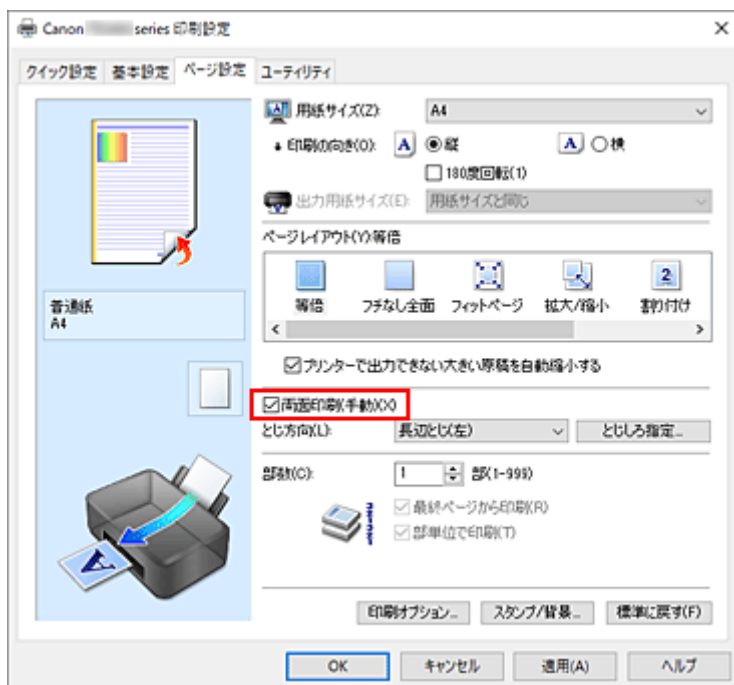 Canon series 印刷設定
クイック設定 基本設定 ページ設定 ユーティリティ
用紙サイズ(Z): A4
印刷の向き(O): A 縦 A 横
180度回転(1)
出力用紙サイズ(E): 用紙サイズと同じ
ページレイアウト(Y):等倍
等倍 フチなし全面 フィットページ 拡大/縮小 割り付け
普通紙
A4
プリンターで出力できない大きい原稿を自動縮小する
両面印刷(手動)(X)
とじ方向(L): 長辺とじ(左) とじしろ指定...
部数(C): 1 部(1-999)
最終ページから印刷(R)
部単位で印刷(T)
印刷オプション... スタンプ/背景... 標準に戻す(F)
OK キャンセル 適用(A) ヘルプ